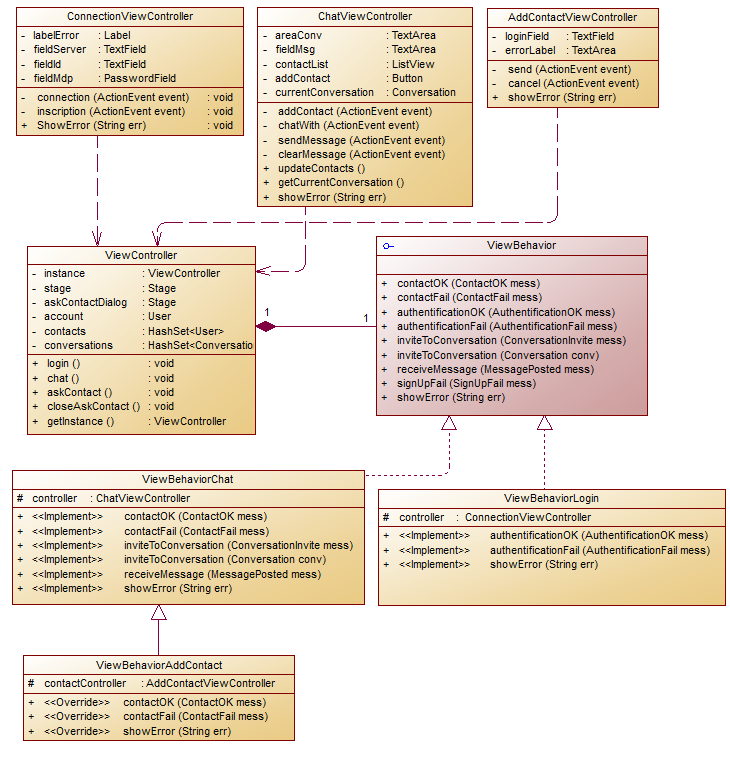 ConnectionViewController
- labelError : Label
- fieldServer : TextField
- fieldId : TextField
- fieldMdp : PasswordField
- connection (ActionEvent event) : void
- inscription (ActionEvent event) : void
+ ShowError (String err) : void
ChatViewController
- areaConv : TextArea
- fieldMsg : TextArea
- contactList : ListView
- addContact : Button
- currentConversation : Conversation
- addContact (ActionEvent event)
- chatWith (ActionEvent event)
- sendMessage (ActionEvent event)
- clearMessage (ActionEvent event)
+ updateContacts ()
+ getCurrentConversation ()
+ showError (String err)
AddContactViewController
- loginField : TextField
- errorLabel : TextArea
- send (ActionEvent event)
- cancel (ActionEvent event)
+ showError (String err)
ViewController
- instance : ViewController
- stage : Stage
- askContactDialog : Stage
- account : User
- contacts : HashSet<User>
- conversations : HashSet<Conversatio
+ login () : void
+ chat () : void
+ askContact () : void
+ closeAskContact () : void
+ getInstance () : ViewController
1
1
ViewBehavior
+ contactOK (ContactOK mess)
+ contactFail (ContactFail mess)
+ authentificationOK (AuthentificationOK mess)
+ authentificationFail (AuthentificationFail mess)
+ inviteToConversation (ConversationInvite mess)
+ inviteToConversation (Conversation conv)
+ receiveMessage (MessagePosted mess)
+ signUpFail (SignUpFail mess)
+ showError (String err)
ViewBehaviorChat
# controller : ChatViewController
+ <<Implement>> contactOK (ContactOK mess)
+ <<Implement>> contactFail (ContactFail mess)
+ <<Implement>> inviteToConversation (ConversationInvite mess)
+ <<Implement>> inviteToConversation (Conversation conv)
+ <<Implement>> receiveMessage (MessagePosted mess)
+ <<Implement>> showError (String err)
ViewBehaviorLogin
# controller : ConnectionViewController
+ <<Implement>> authentificationOK (AuthentificationOK mess)
+ <<Implement>> authentificationFail (AuthentificationFail mess)
+ <<Implement>> showError (String err)
ViewBehaviorAddContact
# contactController : AddContactViewController
+ <<Override>> contactOK (ContactOK mess)
+ <<Override>> contactFail (ContactFail mess)
+ <<Override>> showError (String err)